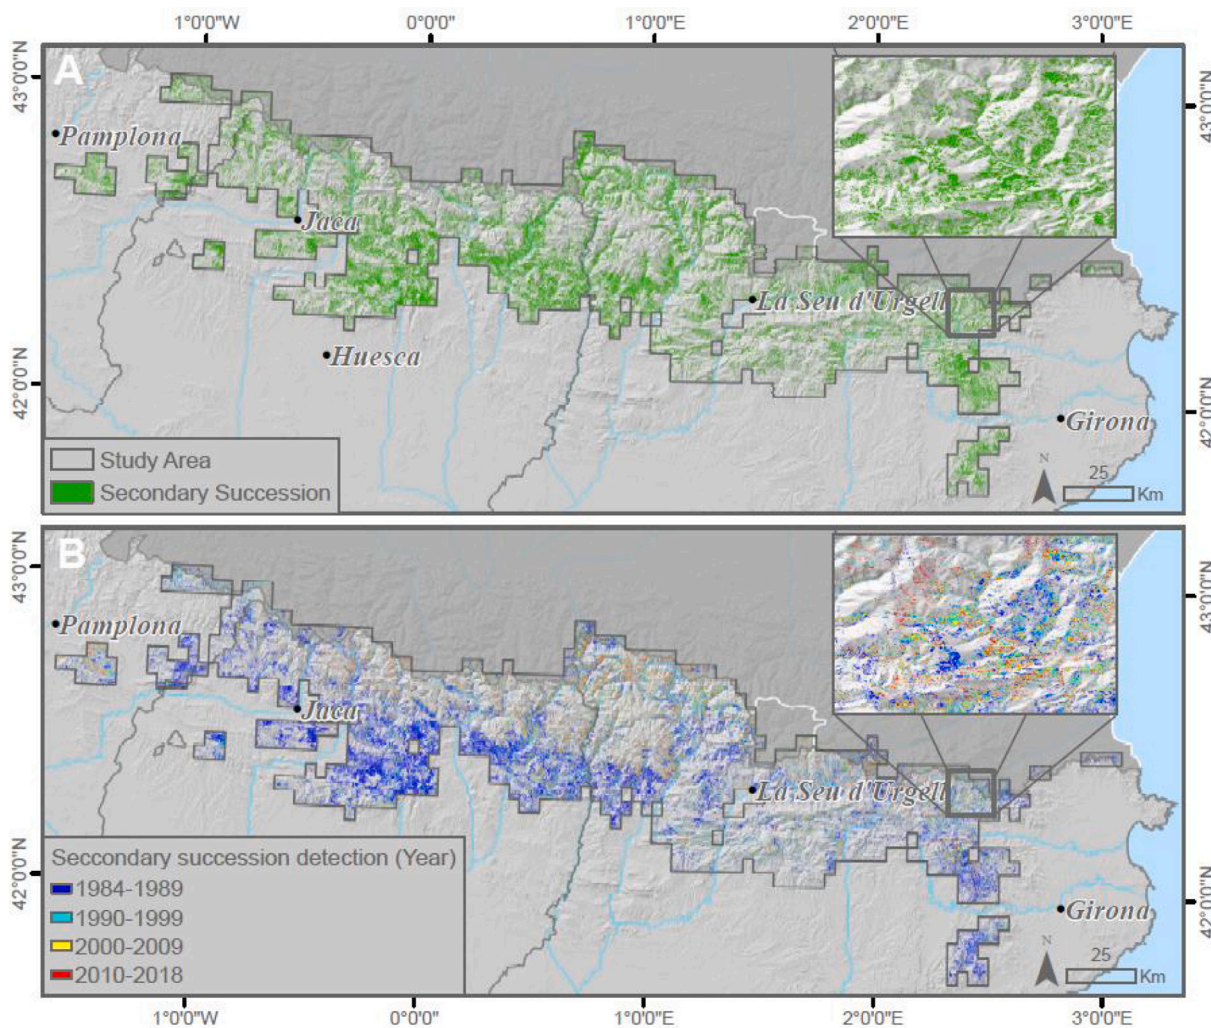 1°0'0"W 0°0'0" 1°0'0"E 2°0'0"E 3°0'0"E
A
43°0'0"N
43°0'0"N
Pamplona
Jaca
La Seu d'Urgell
Huesca
42°0'0"N
42°0'0"N
Girona
Study Area
Secondary Succession
N
25
Km
B
43°0'0"N
43°0'0"N
Pamplona
Jaca
La Seu d'Urgell
Seccondary succession detection (Year)
1984-1989
1990-1999
2000-2009
2010-2018
42°0'0"N
42°0'0"N
Girona
N
25
Km
1°0'0"W 0°0'0" 1°0'0"E 2°0'0"E 3°0'0"E